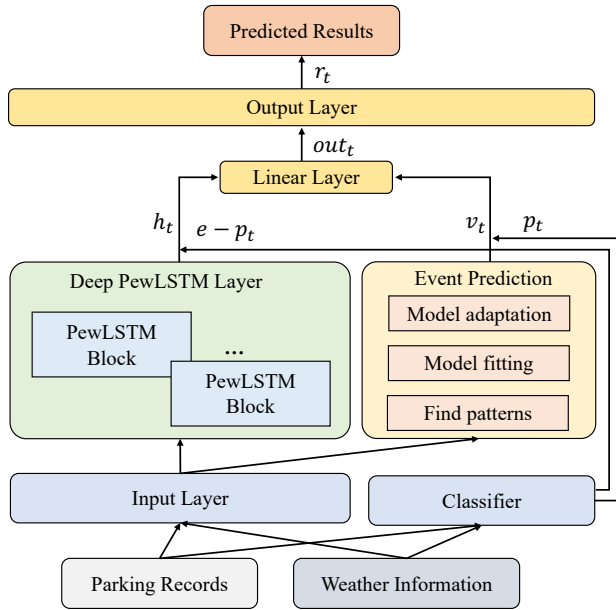 Predicted Results
r_t
Output Layer
out_t
Linear Layer
h_t
e − p_t
v_t
p_t
Deep PewLSTM Layer
PewLSTM
Block
...
PewLSTM
Block
Event Prediction
Model adaptation
Model fitting
Find patterns
Input Layer
Classifier
Parking Records
Weather Information